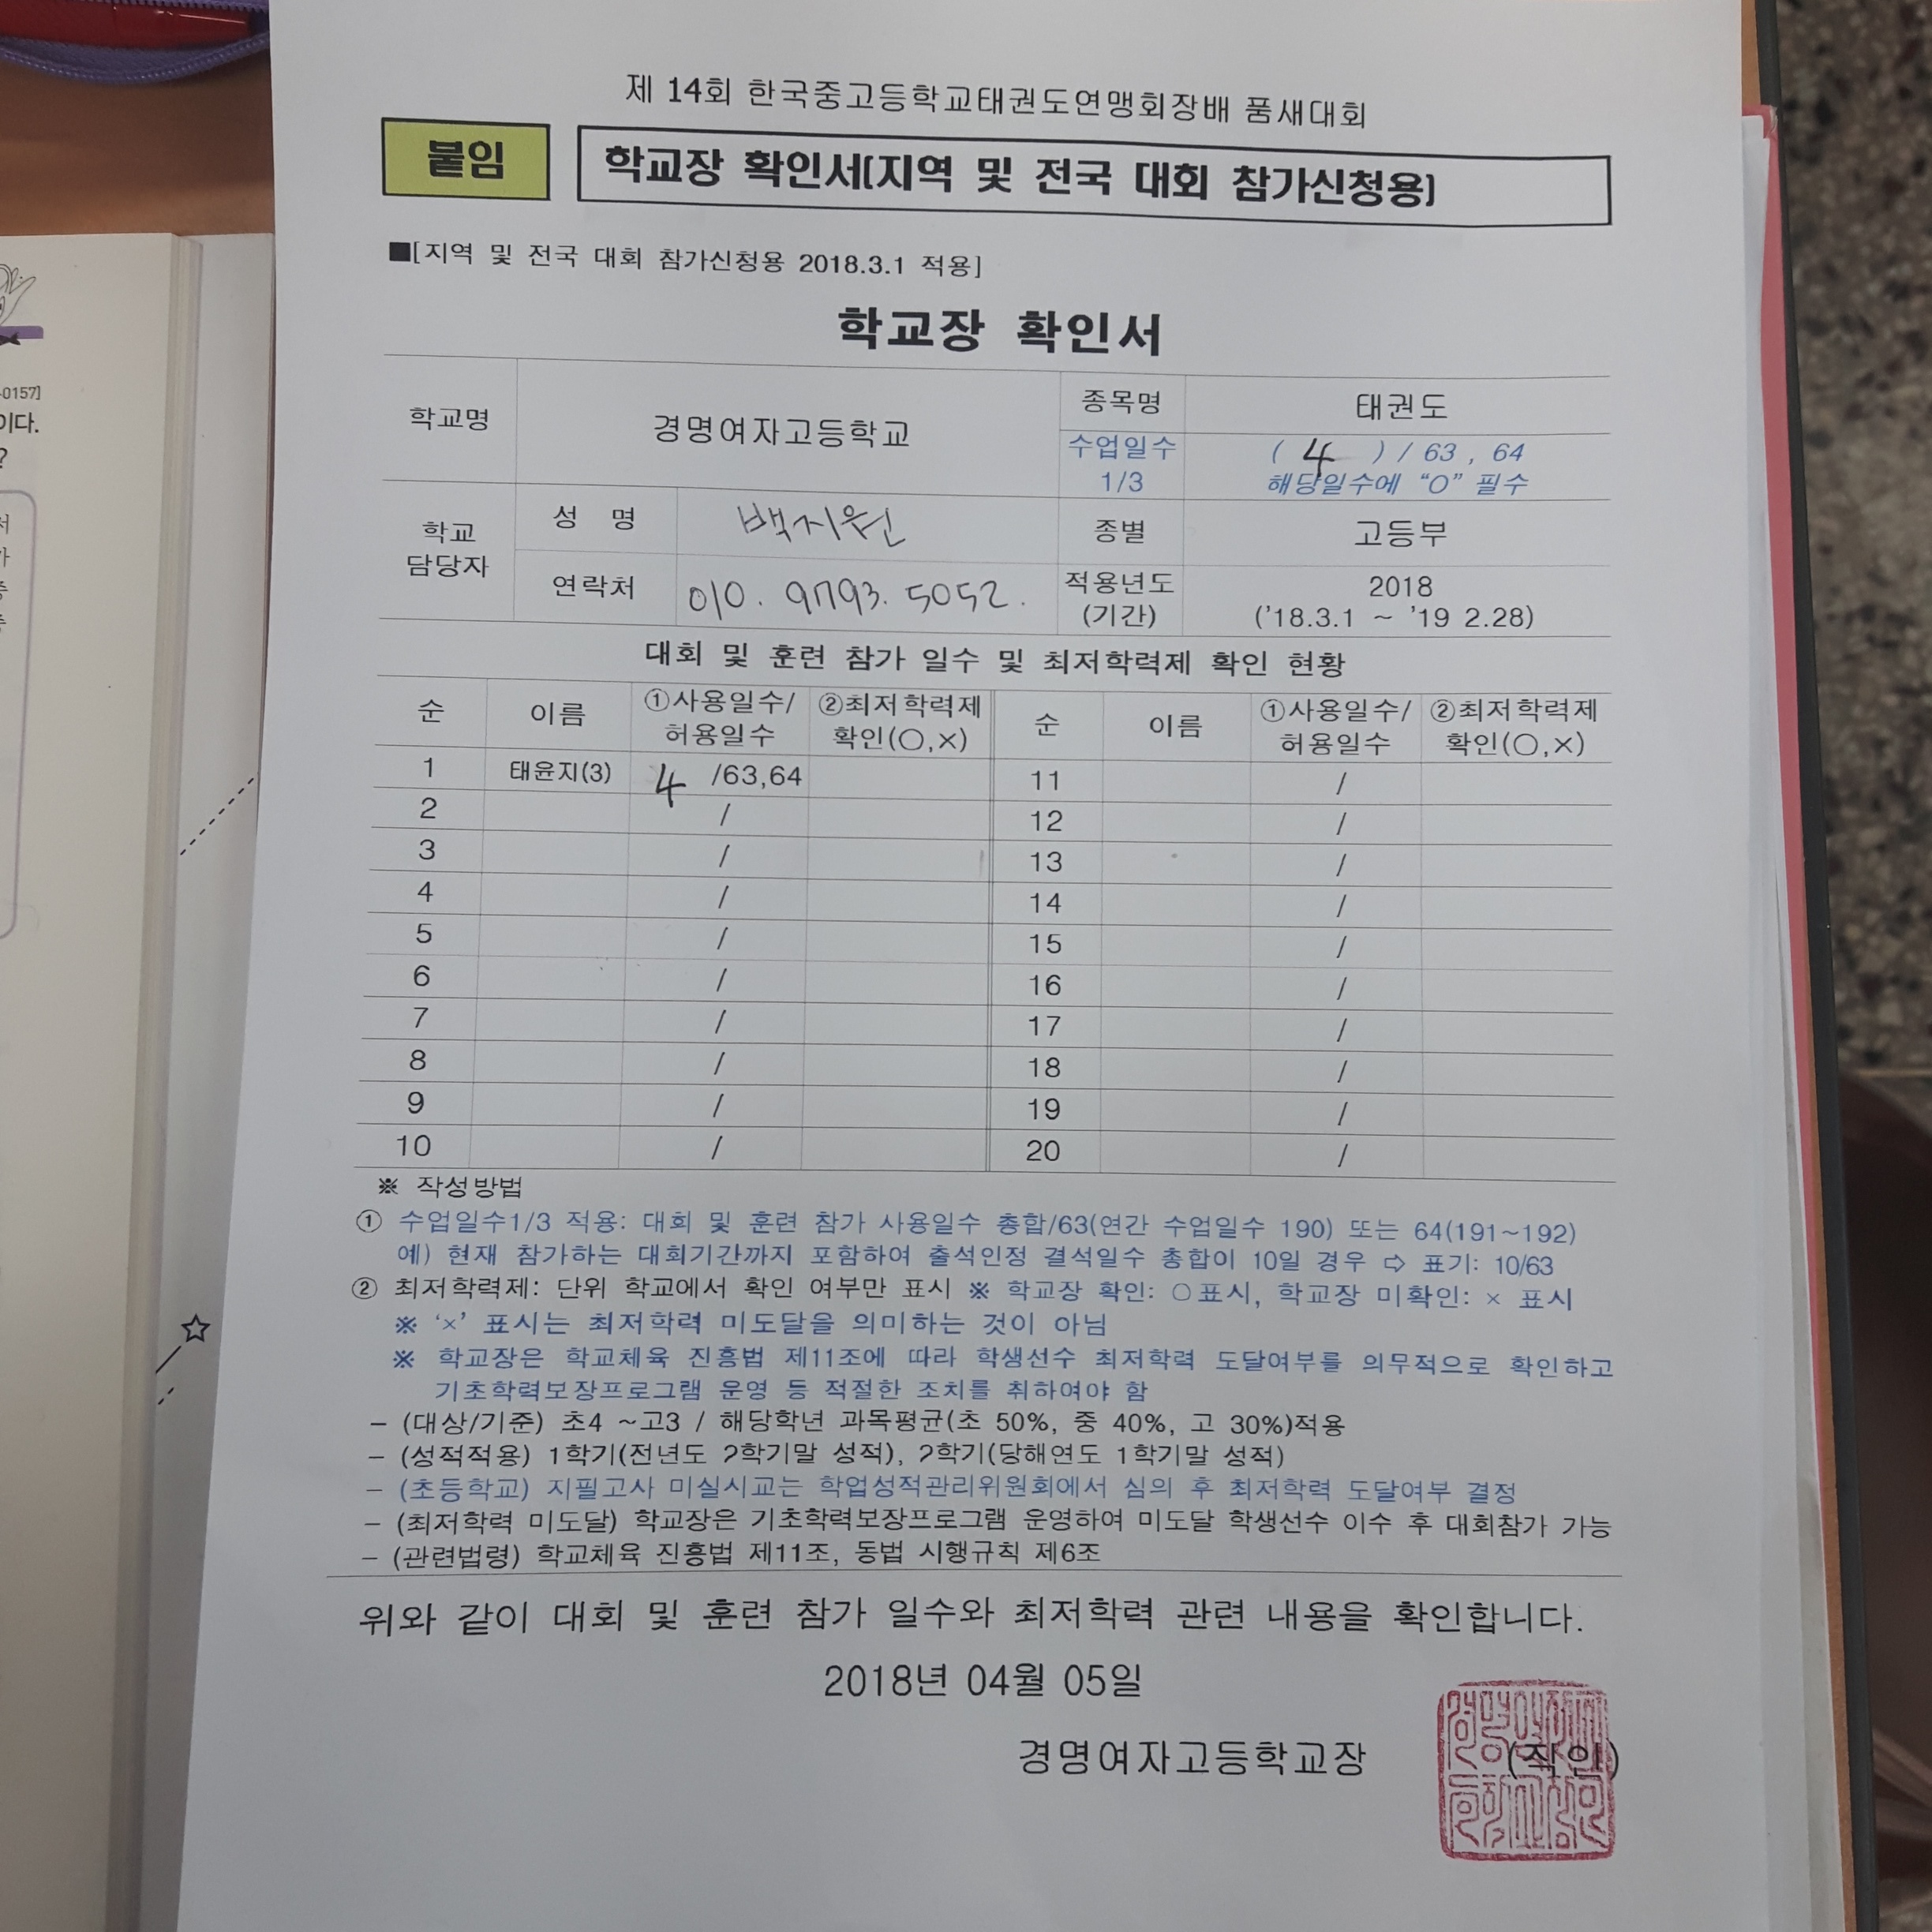 제 14회 한국중고등학교태권도연맹회장배 품새대회
붙임
학교장 확인서(지역 및 전국 대회 참가신청용)
■[지역 및 전국 대회 참가신청용 2018.3.1 적용]
학교장 확인서
학교명 경명여자고등학교 종목명 태권도
수업일수 1/3 ( 4 ) / 63 , 64
해당일수에 “O” 필수
학교 담당자 성 명 백지원 종별 고등부
연락처 010. 9793. 5052. 적용년도 (기간) 2018 ('18.3.1 ~ '19 2.28)
대회 및 훈련 참가 일수 및 최저학력제 확인 현황
순 이름 ①사용일수/허용일수 ②최저학력제 확인(○,×) 순 이름 ①사용일수/허용일수 ②최저학력제 확인(○,×)
1 태윤지(3) 4 /63,64 11 /
2 / 12 /
3 / 13 /
4 / 14 /
5 / 15 /
6 / 16 /
7 / 17 /
8 / 18 /
9 / 19 /
10 / 20 /
※ 작성방법
① 수업일수1/3 적용: 대회 및 훈련 참가 사용일수 총합/63(연간 수업일수 190) 또는 64(191~192)
예) 현재 참가하는 대회기간까지 포함하여 출석인정 결석일수 총합이 10일 경우 ⇨ 표기: 10/63
② 최저학력제: 단위 학교에서 확인 여부만 표시 ※ 학교장 확인: ○표시, 학교장 미확인: × 표시
※ ‘×’ 표시는 최저학력 미도달을 의미하는 것이 아님
※ 학교장은 학교체육 진흥법 제11조에 따라 학생선수 최저학력 도달여부를 의무적으로 확인하고
기초학력보장프로그램 운영 등 적절한 조치를 취하여야 함
- (대상/기준) 초4 ~고3 / 해당학년 과목평균(초 50%, 중 40%, 고 30%)적용
- (성적적용) 1학기(전년도 2학기말 성적), 2학기(당해연도 1학기말 성적)
- (초등학교) 지필고사 미실시교는 학업성적관리위원회에서 심의 후 최저학력 도달여부 결정
- (최저학력 미도달) 학교장은 기초학력보장프로그램 운영하여 미도달 학생선수 이수 후 대회참가 가능
- (관련법령) 학교체육 진흥법 제11조, 동법 시행규칙 제6조
위와 같이 대회 및 훈련 참가 일수와 최저학력 관련 내용을 확인합니다.
2018년 04월 05일
경명여자고등학교장 (직인)
-0157]
이다.
?